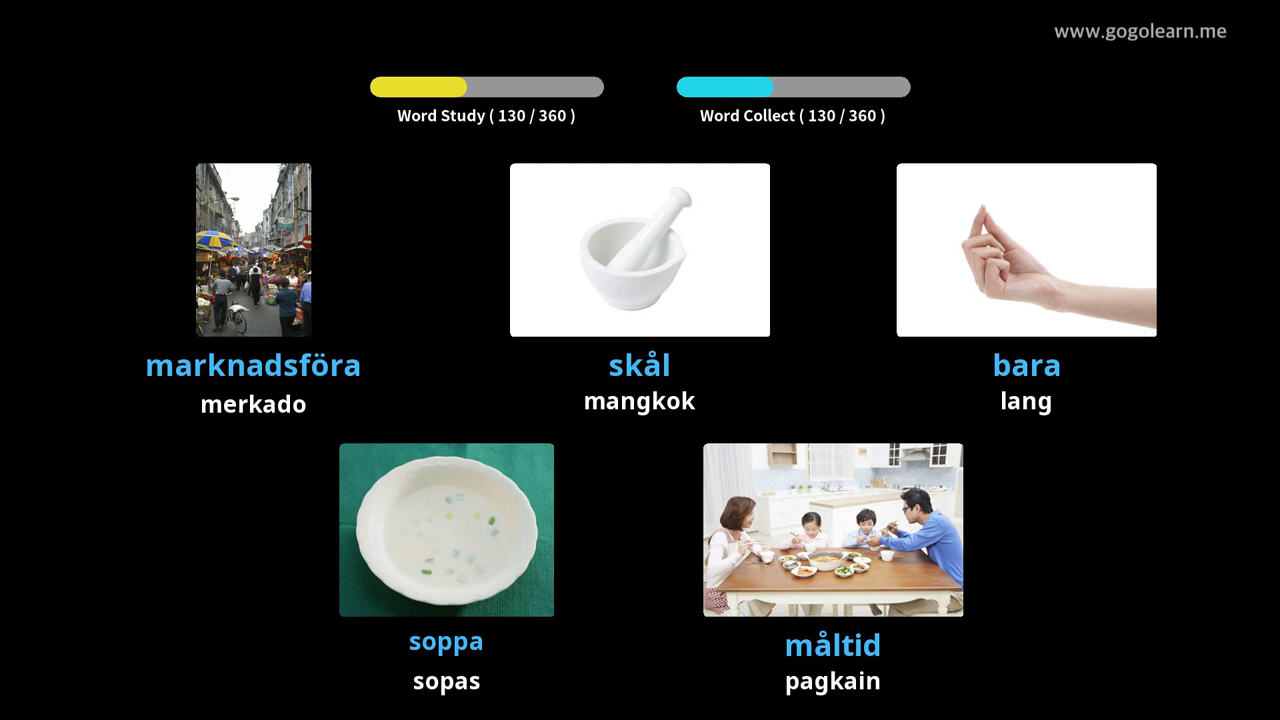 www.gogolearn.me
Word Study ( 130 / 360 )
Word Collect ( 130 / 360 )
marknadsföra
merkado
skål
mangkok
bara
lang
soppa
sopas
måltid
pagkain